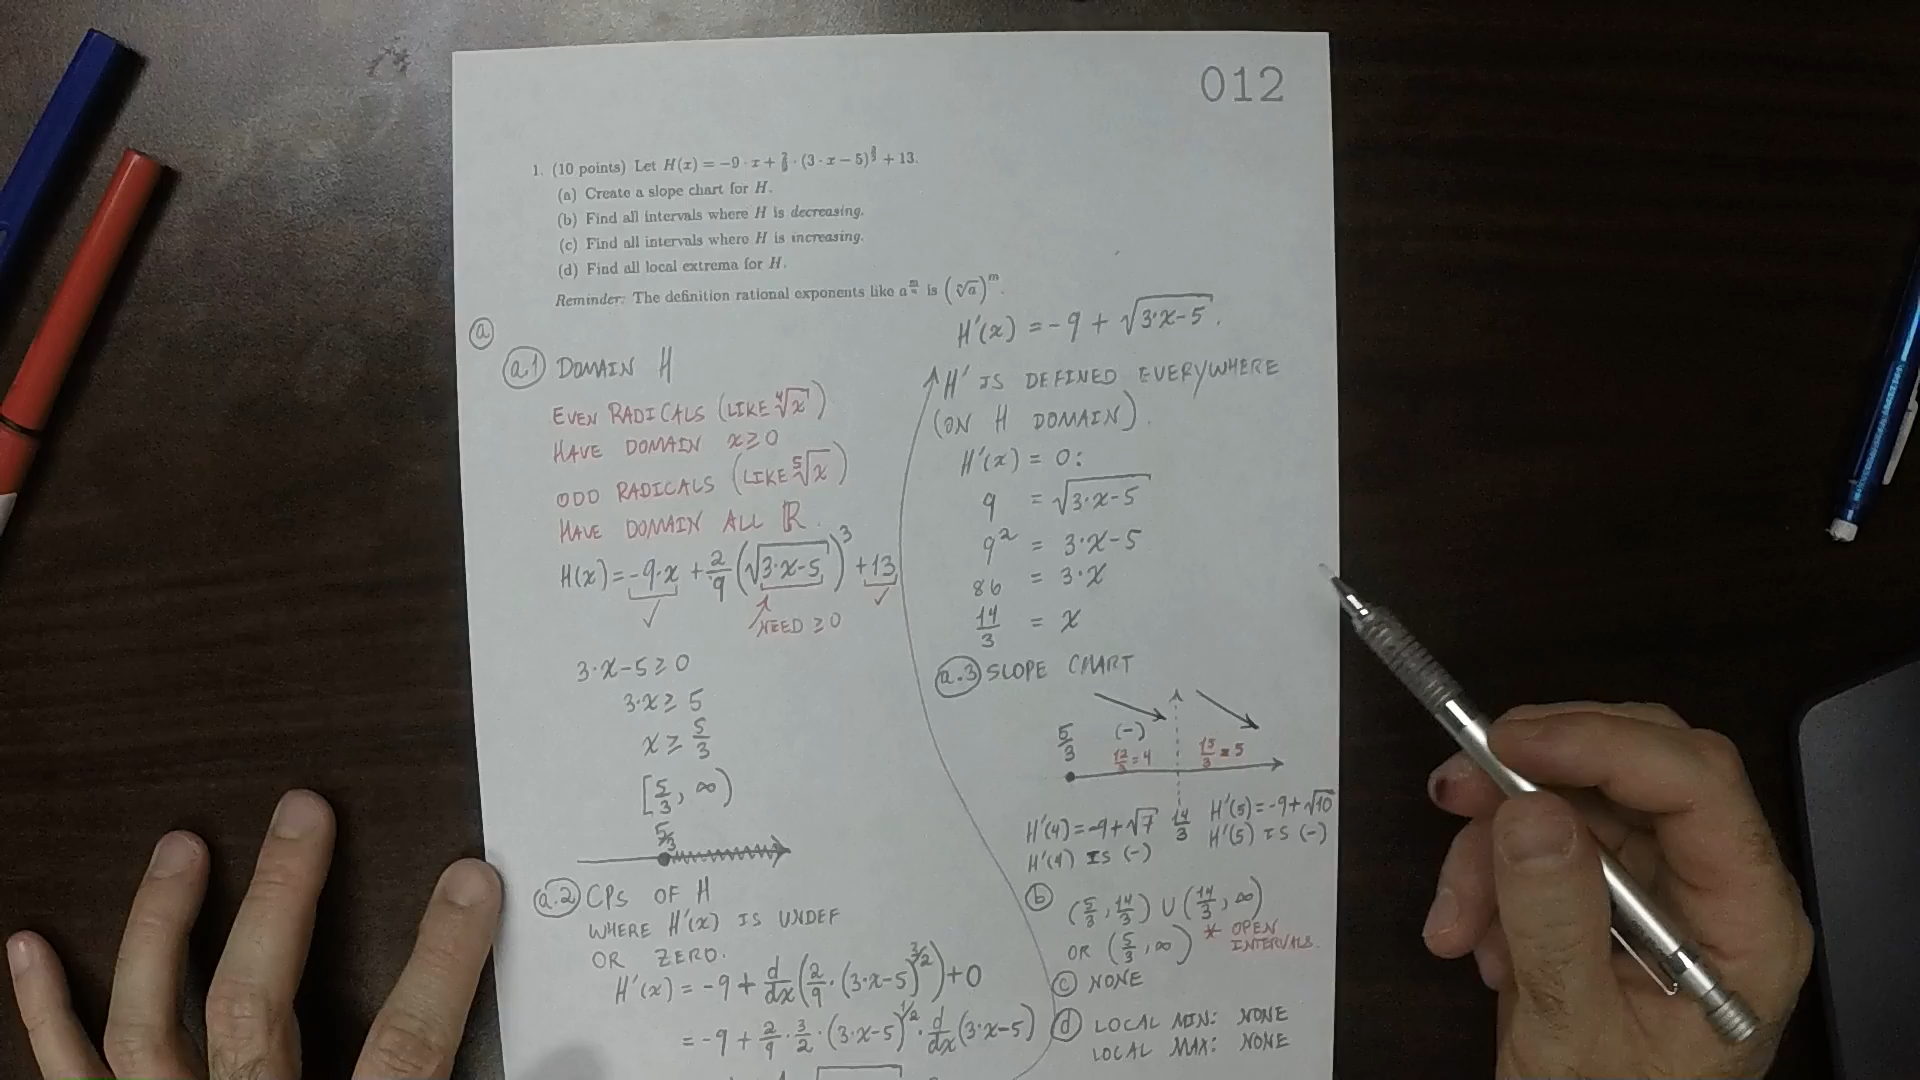 012
1. (10 points) Let H(x) = −9 · x + 2/9 · (3 · x − 5)^(3/2) + 13.
(a) Create a slope chart for H.
(b) Find all intervals where H is decreasing.
(c) Find all intervals where H is increasing.
(d) Find all local extrema for H.
Reminder: The definition rational exponents like a^(m/n) is (ⁿ√a)^m.
a
a.1 DOMAIN H
EVEN RADICALS (LIKE ⁴√x)
HAVE DOMAIN x≥0
ODD RADICALS (LIKE ⁵√x)
HAVE DOMAIN ALL ℝ.
H(x)=-9·x + 2/9 (√(3·x-5))³ +13
✓ NEED ≥0 ✓
3·x-5≥0
3·x≥5
x≥5/3
[5/3, ∞)
5/3
a.2 CPs OF H
WHERE H'(x) IS UNDEF
OR ZERO.
H'(x) = -9 + d/dx(2/9·(3·x-5)^(3/2))+0
= -9 + 2/9·3/2·(3·x-5)^(1/2)·d/dx(3·x-5)
H'(x) = -9 + √(3·x-5).
H' IS DEFINED EVERYWHERE
(ON H DOMAIN).
H'(x) = 0:
9 = √(3·x-5)
9² = 3·x-5
86 = 3·x
14/3 = x
a.3 SLOPE CHART
5/3 (-) 12/3=4 15/3=5
H'(4)=-9+√7 14/3 H'(5)=-9+√10
H'(4) IS (-) H'(5) IS (-)
b (5/3, 14/3) ∪ (14/3, ∞)
OR (5/3, ∞) * OPEN
INTERVALS.
c NONE
d LOCAL MIN: NONE
LOCAL MAX: NONE